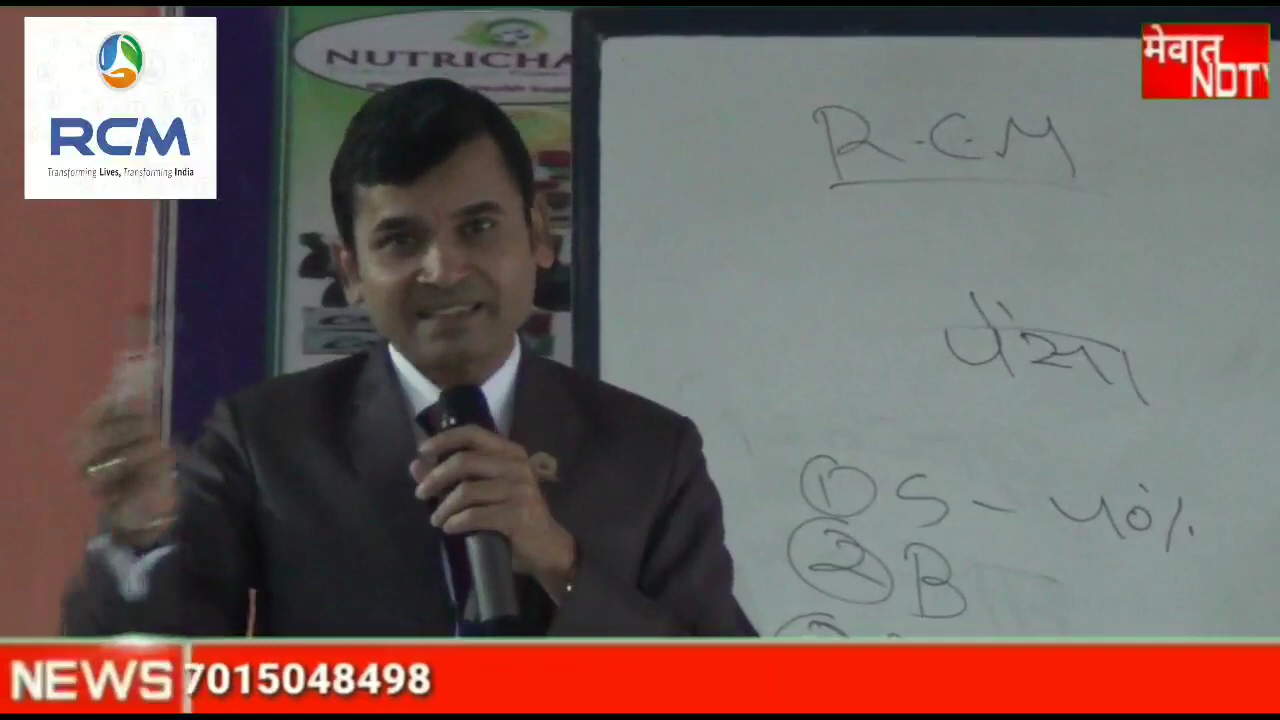 RCM
Transforming Lives, Transforming India
NUTRICHA
मेवात
NDTV
R.C.M
पैसा
① S - 40%
② B
NEWS 7015048498